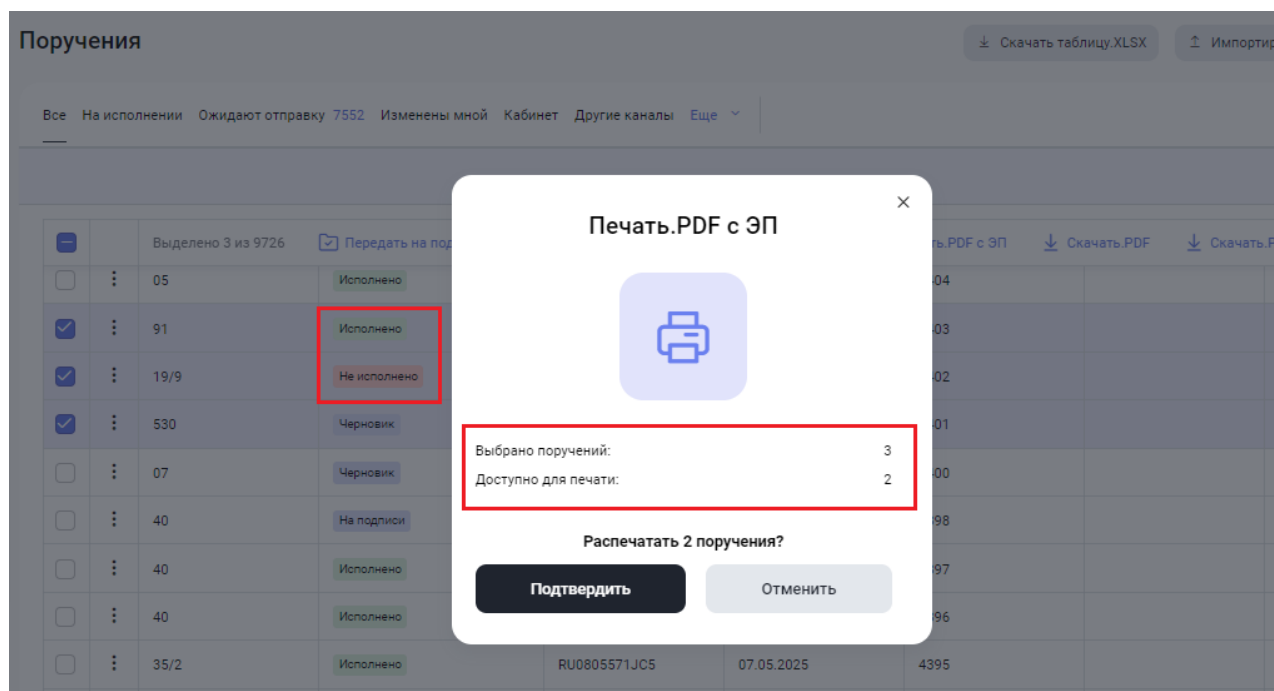 Поручения
Скачать таблицу.XLSX
Все На исполнении Ожидают отправку 7552 Изменены мной Кабинет Другие каналы Еще
Выделено 3 из 9726 Передать на под
ь.PDF с ЭП Скачать.PDF Скачать.
05 Исполнено 04
91 Исполнено 03
19/9 Не исполнено 02
530 Черновик 01
07 Черновик 00
40 На подписи 98
40 Исполнено 97
40 Исполнено 96
35/2 Исполнено RU0805571JC5 07.05.2025 4395
Печать.PDF с ЭП
Выбрано поручений: 3
Доступно для печати: 2
Распечатать 2 поручения?
Подтвердить Отменить